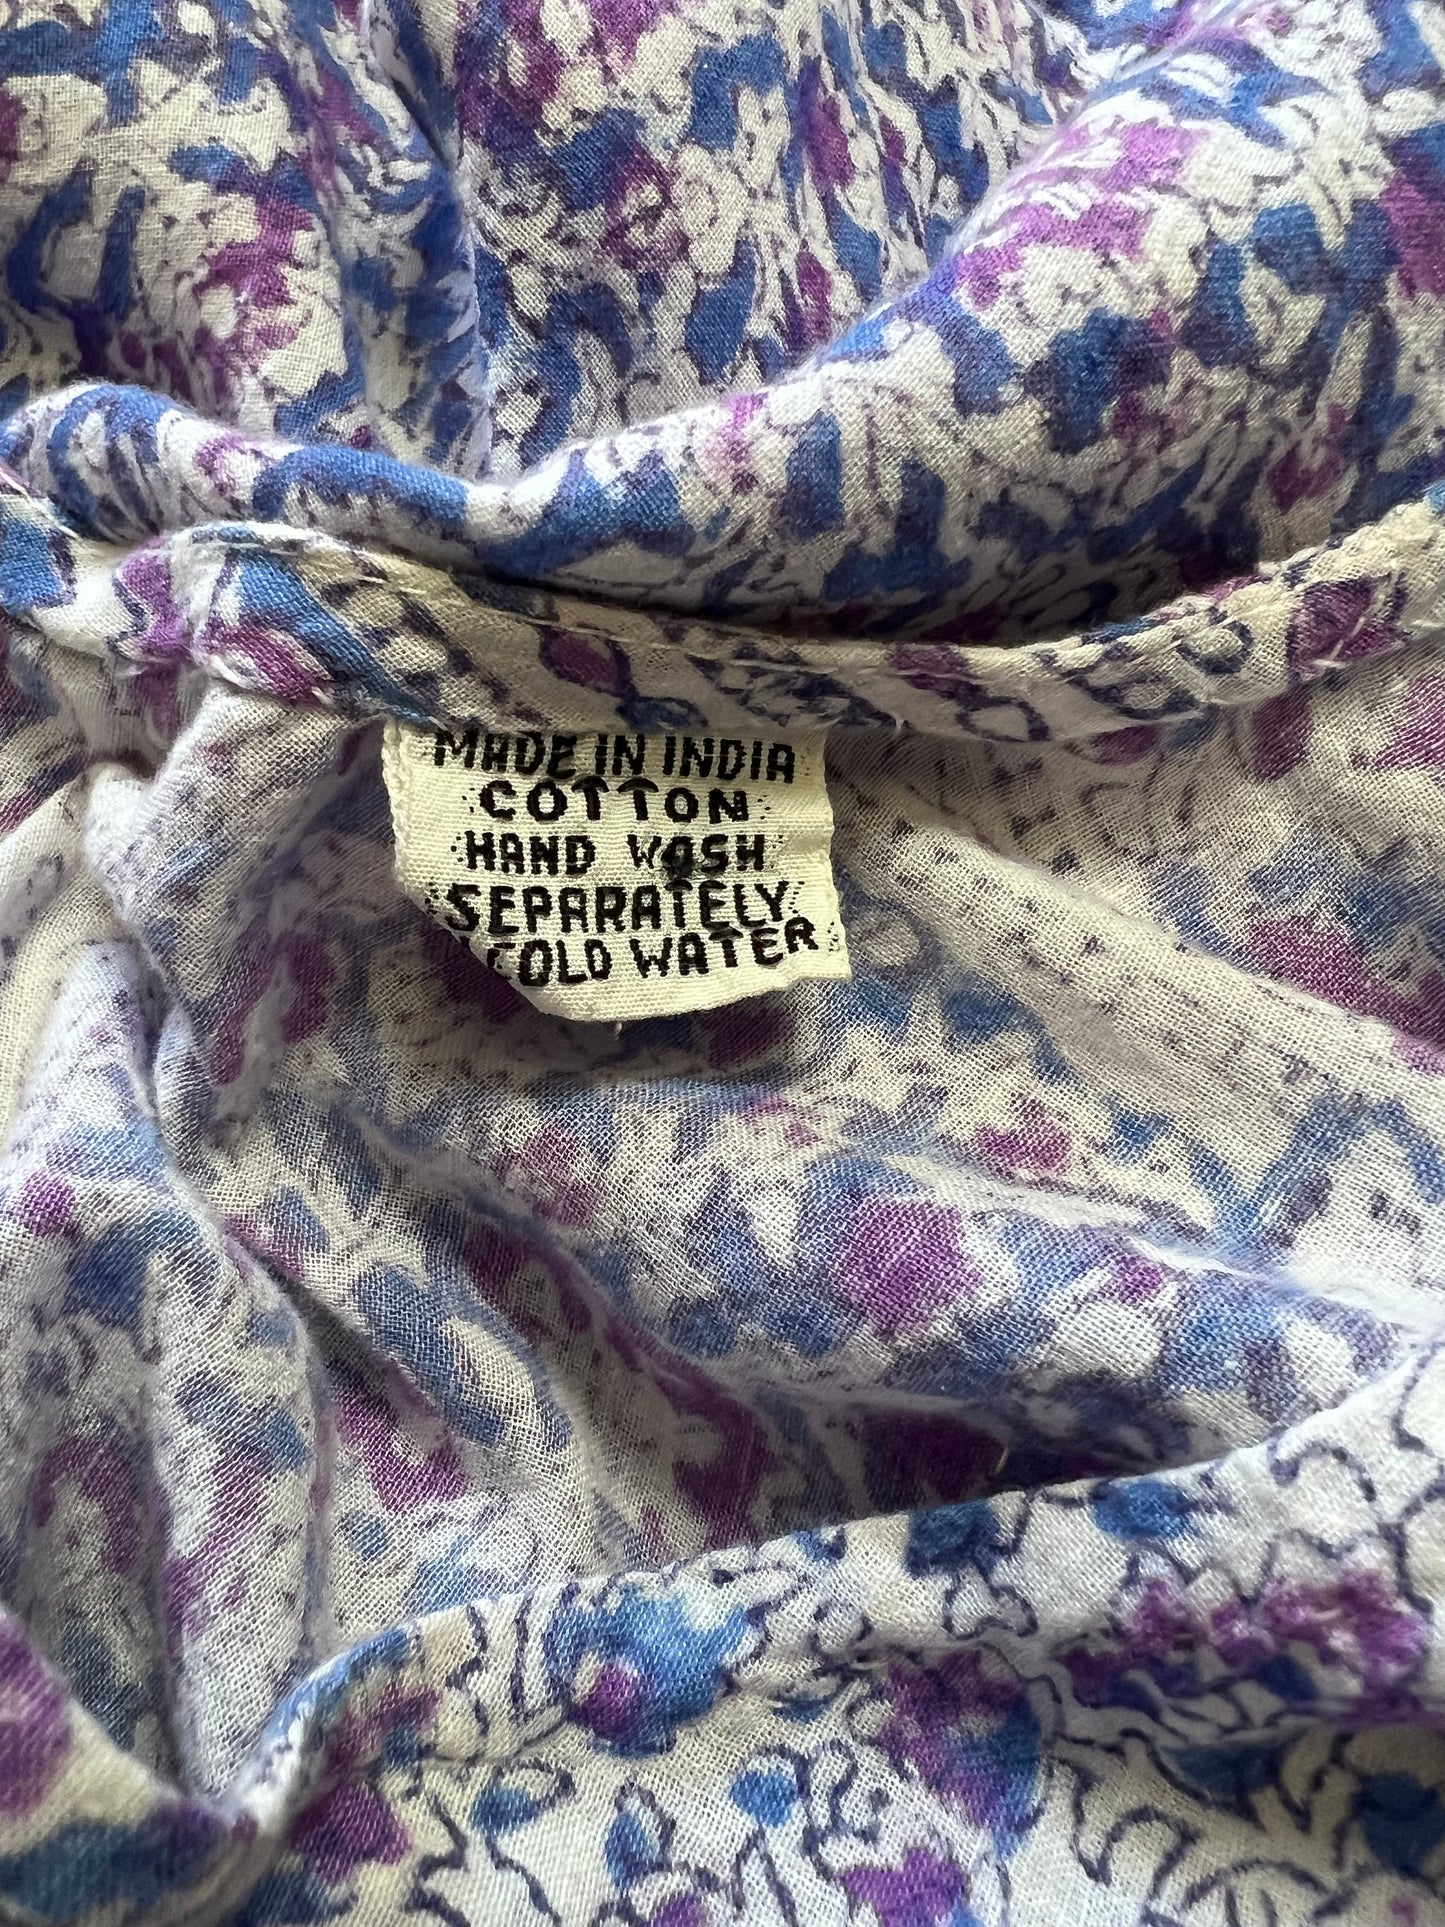 MADE IN INDIA
COTTON
HAND WASH
SEPARATELY
COLD WATER